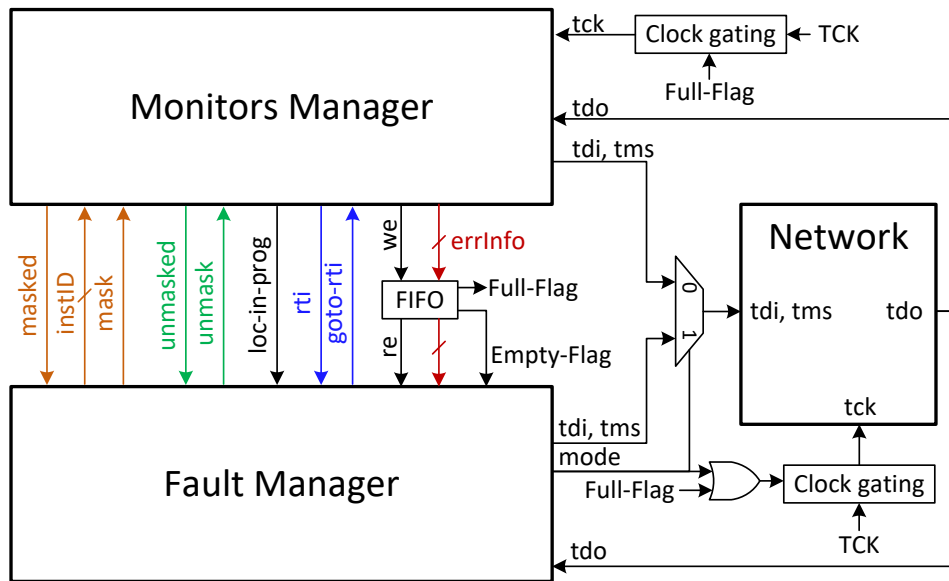 tck
Clock gating
TCK
Full-Flag
Monitors Manager
tdo
tdi, tms
masked
instID
mask
unmasked
unmask
loc-in-prog
rti
goto-rti
we
errInfo
FIFO
Full-Flag
re
Empty-Flag
0
1
Network
tdi, tms
tdo
tck
Fault Manager
tdi, tms
mode
Full-Flag
Clock gating
TCK
tdo